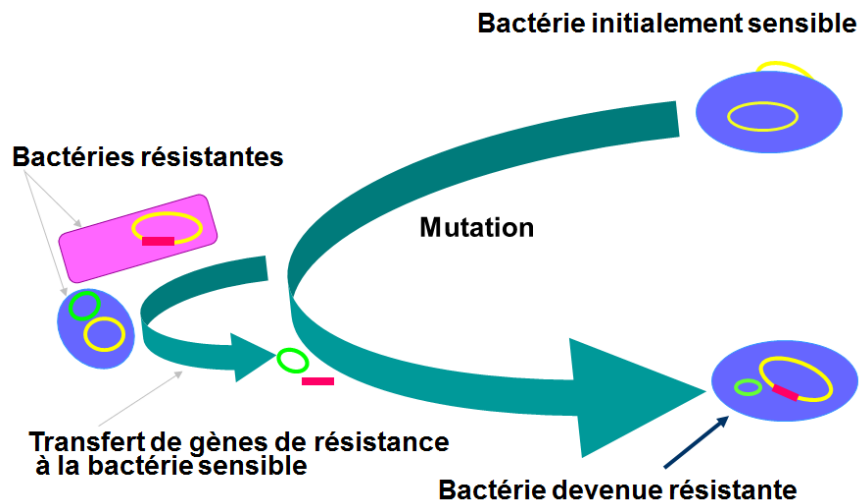 Bactérie initialement sensible
Bactéries résistantes
Mutation
Transfert de gènes de résistance
à la bactérie sensible
Bactérie devenue résistante